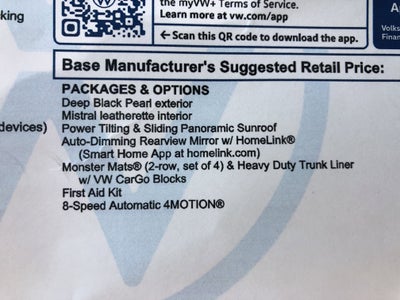 the myVW+ Terms of Service.
Learn more at vw.com/app
←Scan this QR code to download the app.
Volks
Finan
Base Manufacturer's Suggested Retail Price:
PACKAGES & OPTIONS
Deep Black Pearl exterior
Mistral leatherette interior
devices)
Power Tilting & Sliding Panoramic Sunroof
Auto-Dimming Rearview Mirror w/ HomeLink®
(Smart Home App at homelink.com)
Monster Mats® (2-row, set of 4) & Heavy Duty Trunk Liner
w/ VW CarGo Blocks
First Aid Kit
8-Speed Automatic 4MOTION®